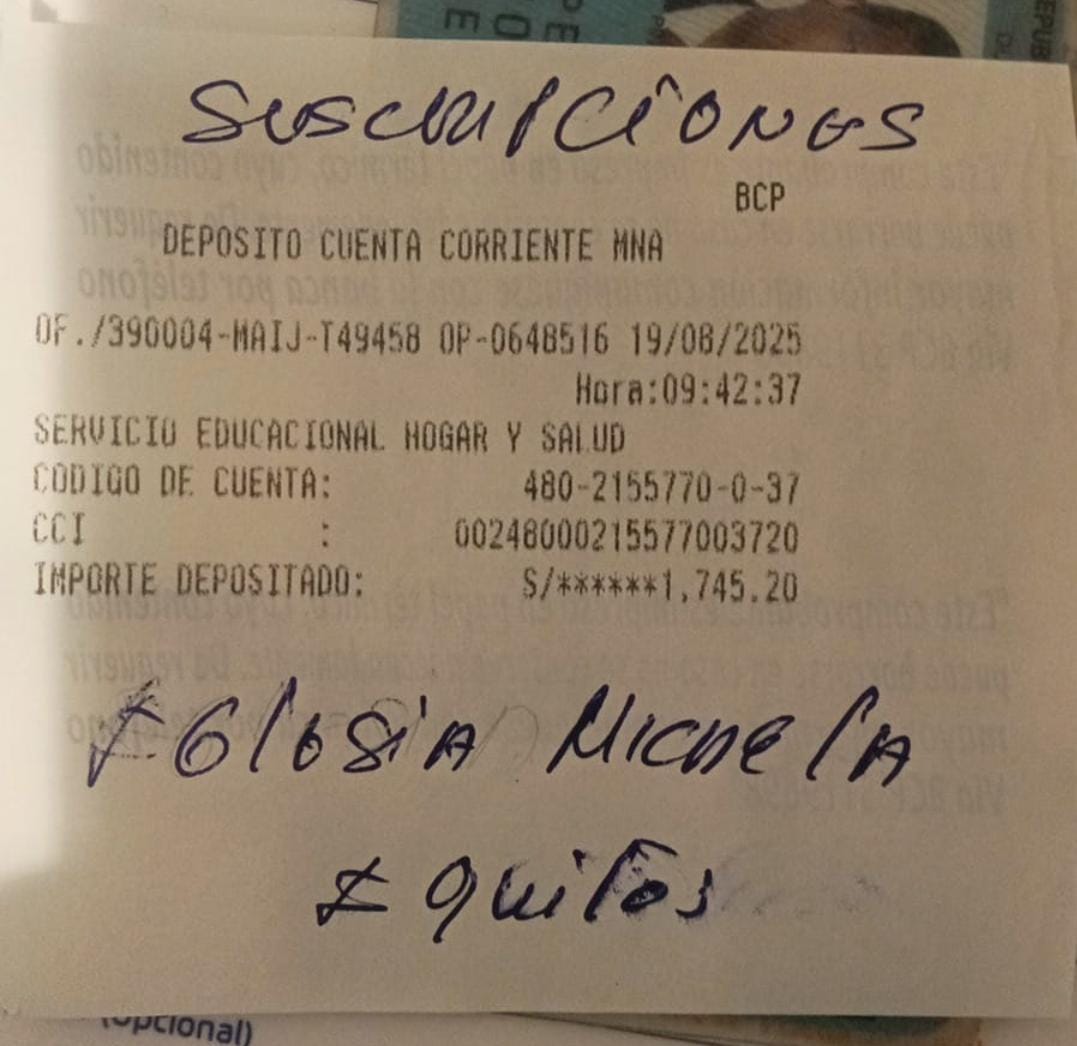 SUSCRIPCIONES
BCP
DEPOSITO CUENTA CORRIENTE MNA
OF./390004-MAIJ-T49458 OP-0648516 19/08/2025
Hora:09:42:37
SERVICIO EDUCACIONAL HOGAR Y SALUD
CODIGO DE CUENTA: 480-2155770-0-37
CCI : 00248000215577003720
IMPORTE DEPOSITADO: S/******1,745.20
IGlesiA Michela
Iquitos
(opcional)